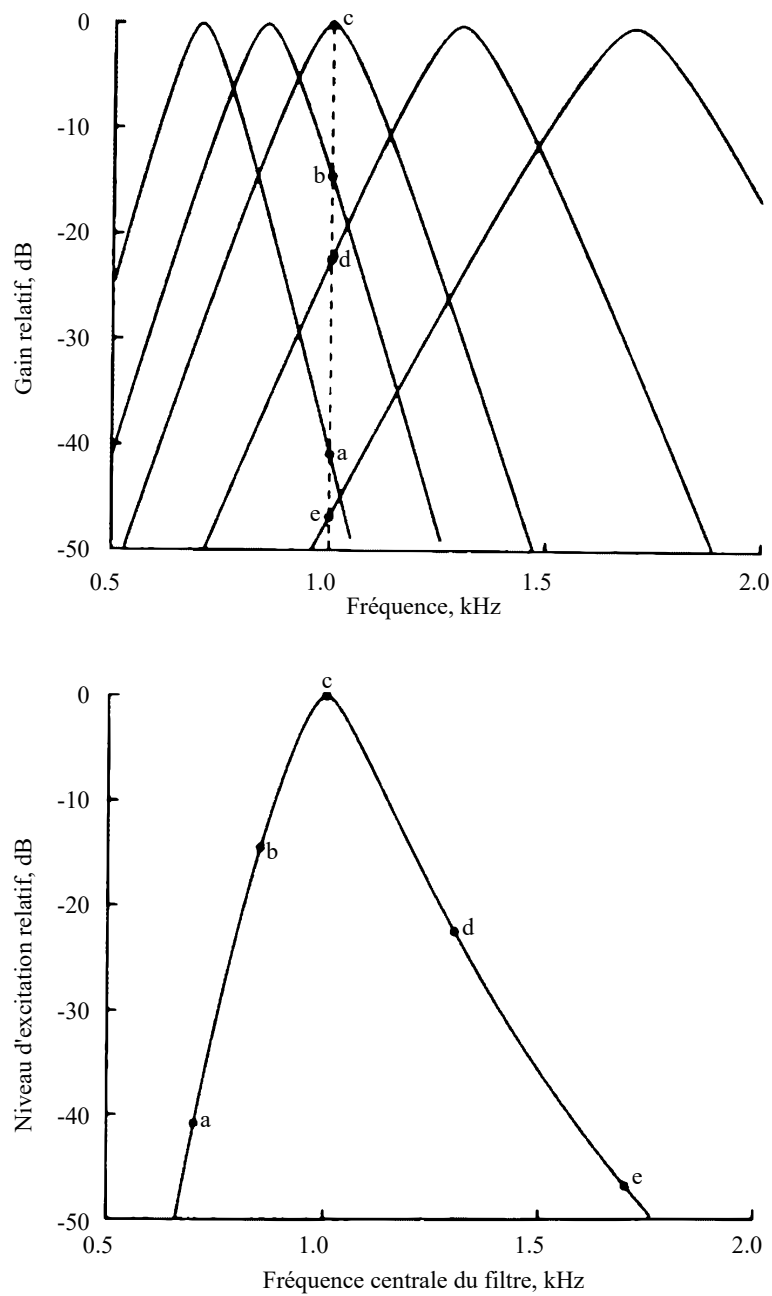 0
c
-10
b
-20
d
-30
-40
a
e
-50
0.5
1.0
1.5
2.0
Gain relatif, dB
Fréquence, kHz
c
0
-10
b
-20
d
-30
-40
a
e
-50
0.5
1.0
1.5
2.0
Niveau d'excitation relatif, dB
Fréquence centrale du filtre, kHz